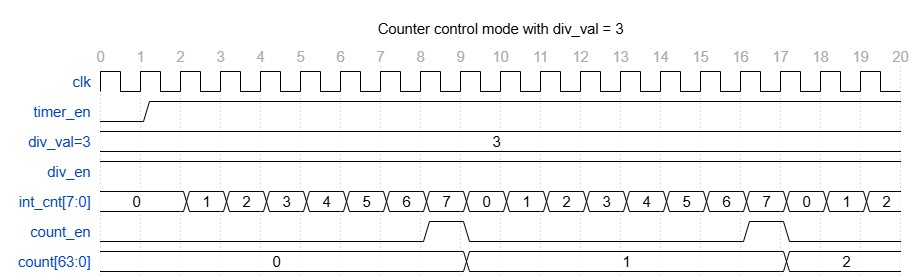 Counter control mode with div_val = 3
0 1 2 3 4 5 6 7 8 9 10 11 12 13 14 15 16 17 18 19 20
clk
timer_en
div_val=3 3
div_en
int_cnt[7:0] 0 1 2 3 4 5 6 7 0 1 2 3 4 5 6 7 0 1 2
count_en
count[63:0] 0 1 2